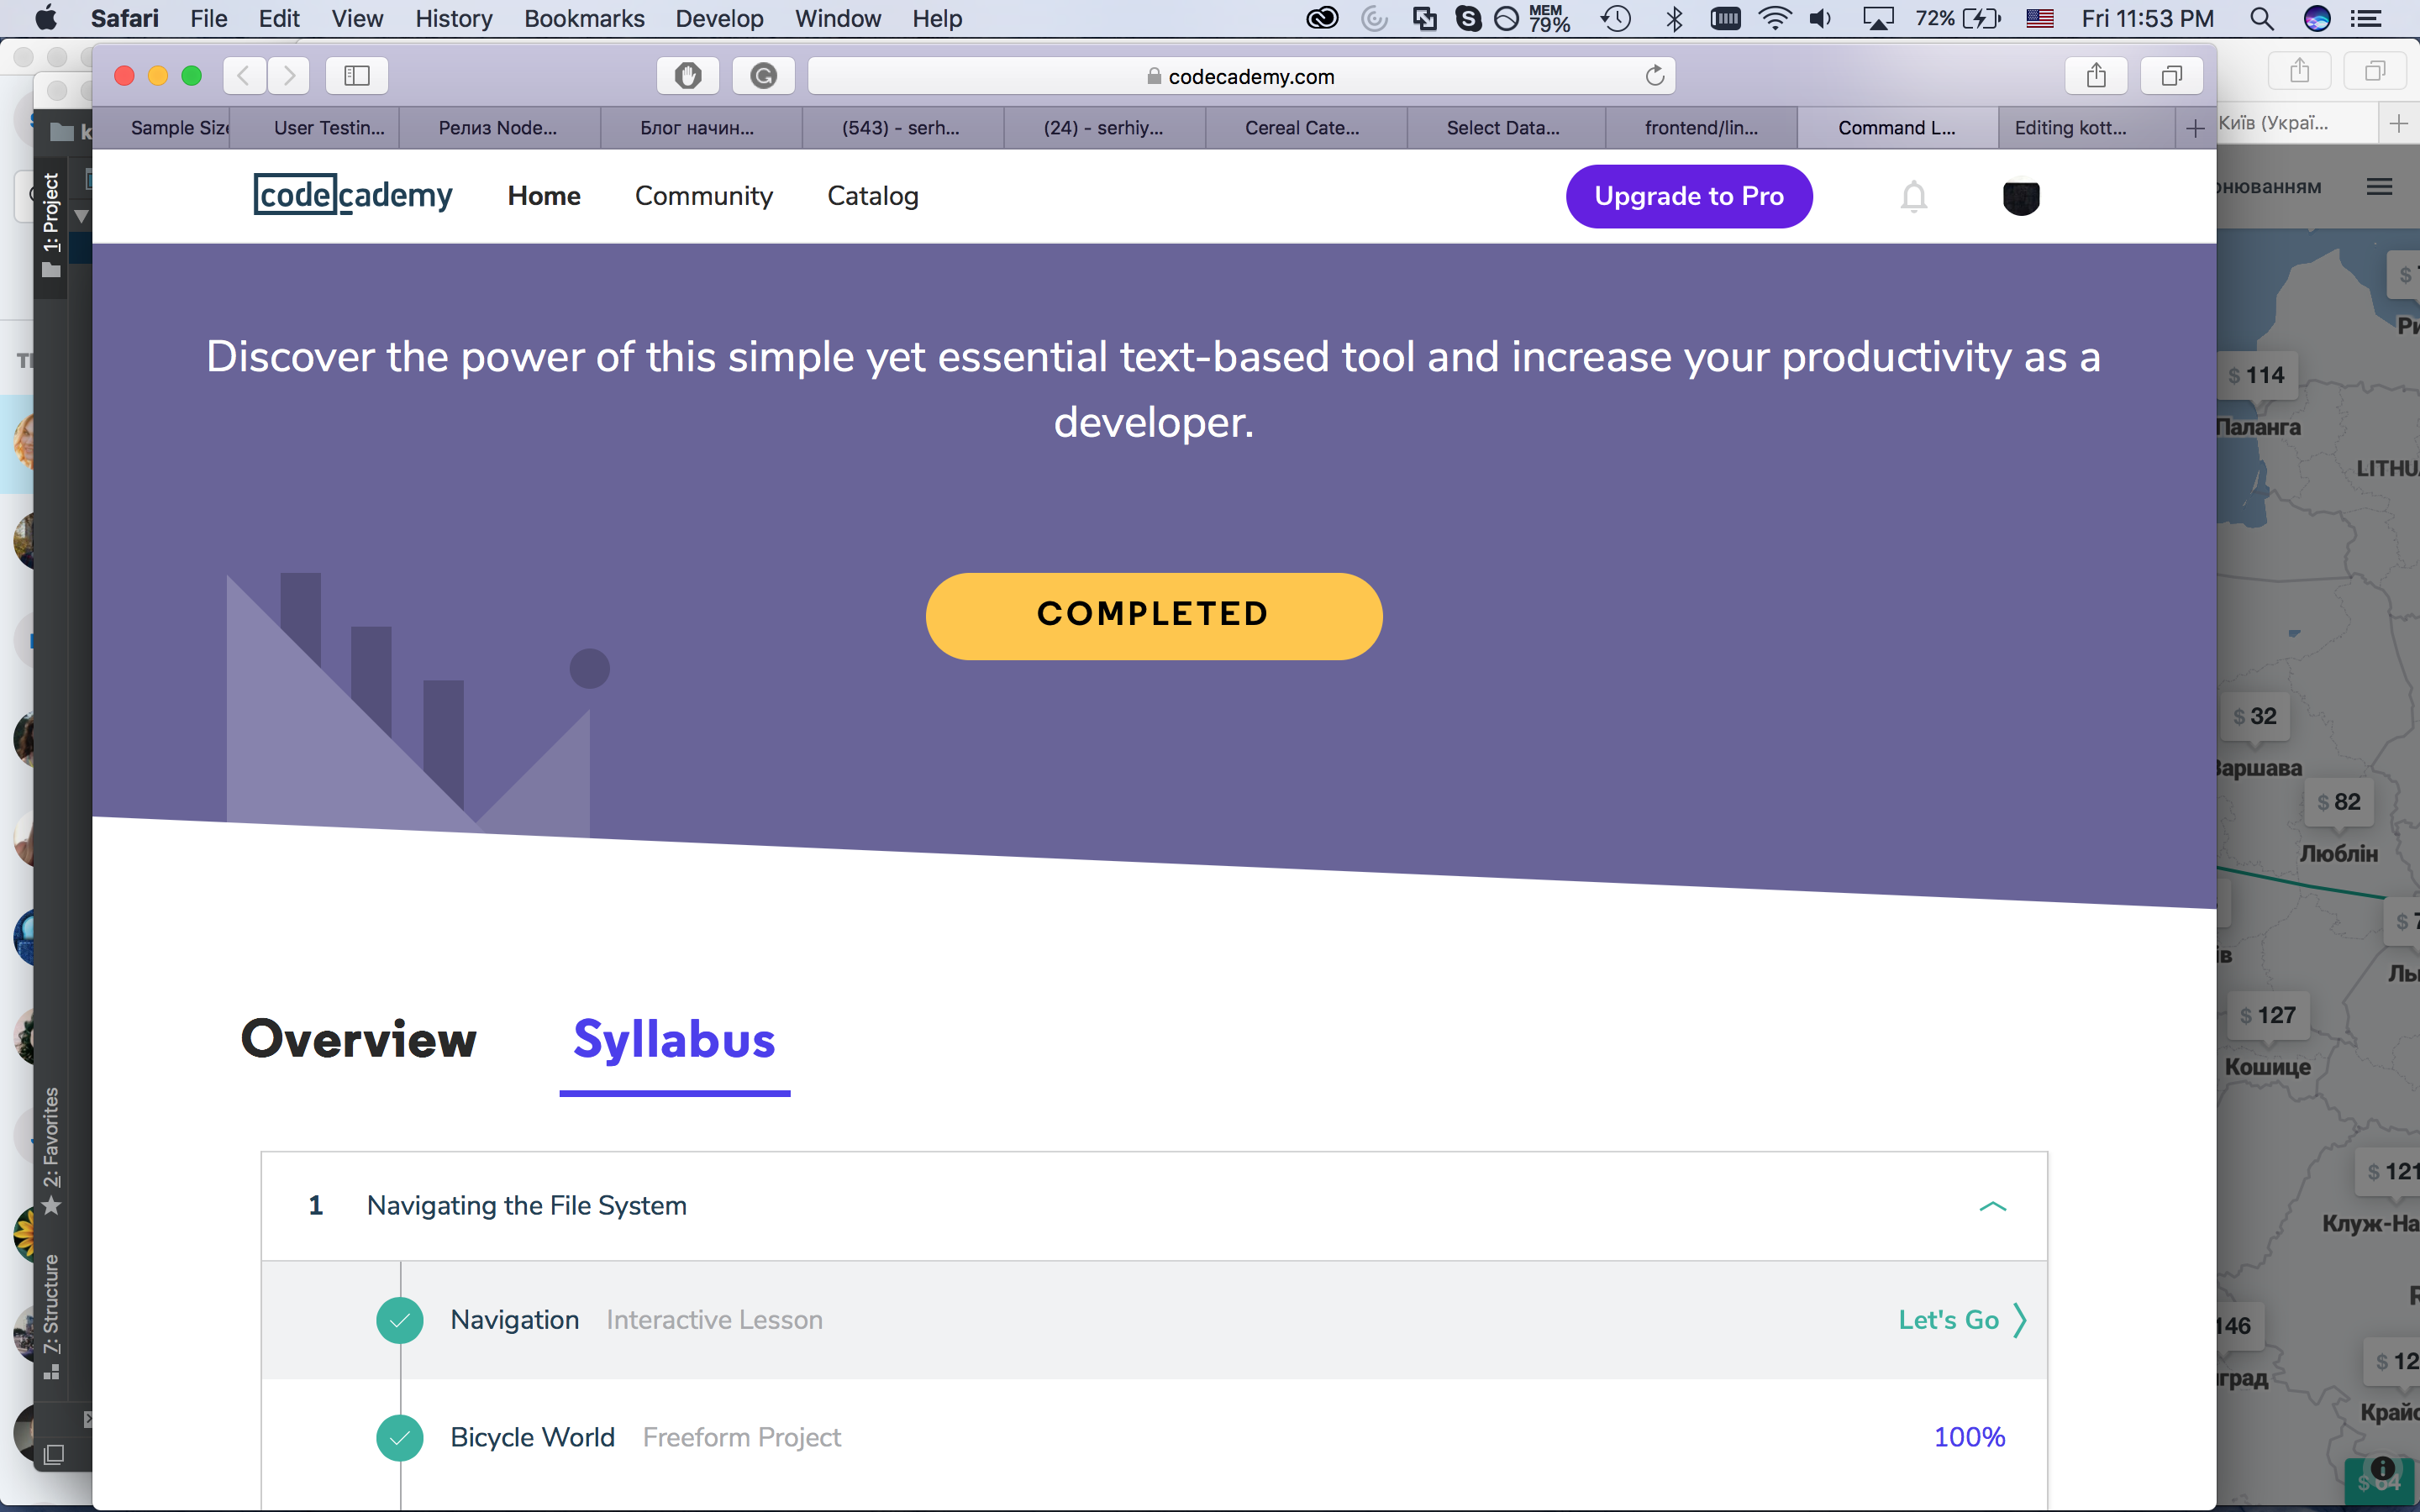 Safari File Edit View History Bookmarks Develop Window Help MEM 79% 72% Fri 11:53 PM
codecademy.com
Sample Size User Testin... Релиз Node... Блог начин... (543) - serh... (24) - serhiy... Cereal Cate... Select Data... frontend/lin... Command L... Editing kott...
Київ (Украї...
codecademy Home Community Catalog Upgrade to Pro
Discover the power of this simple yet essential text-based tool and increase your productivity as a
developer.
COMPLETED
Overview Syllabus
1 Navigating the File System
Navigation Interactive Lesson Let's Go
Bicycle World Freeform Project 100%
1: Project
2: Favorites
7: Structure
$ 114
Паланга
$ 32
Варшава
$ 82
Люблін
$ 127
Кошице
$ 121
146
$ 12